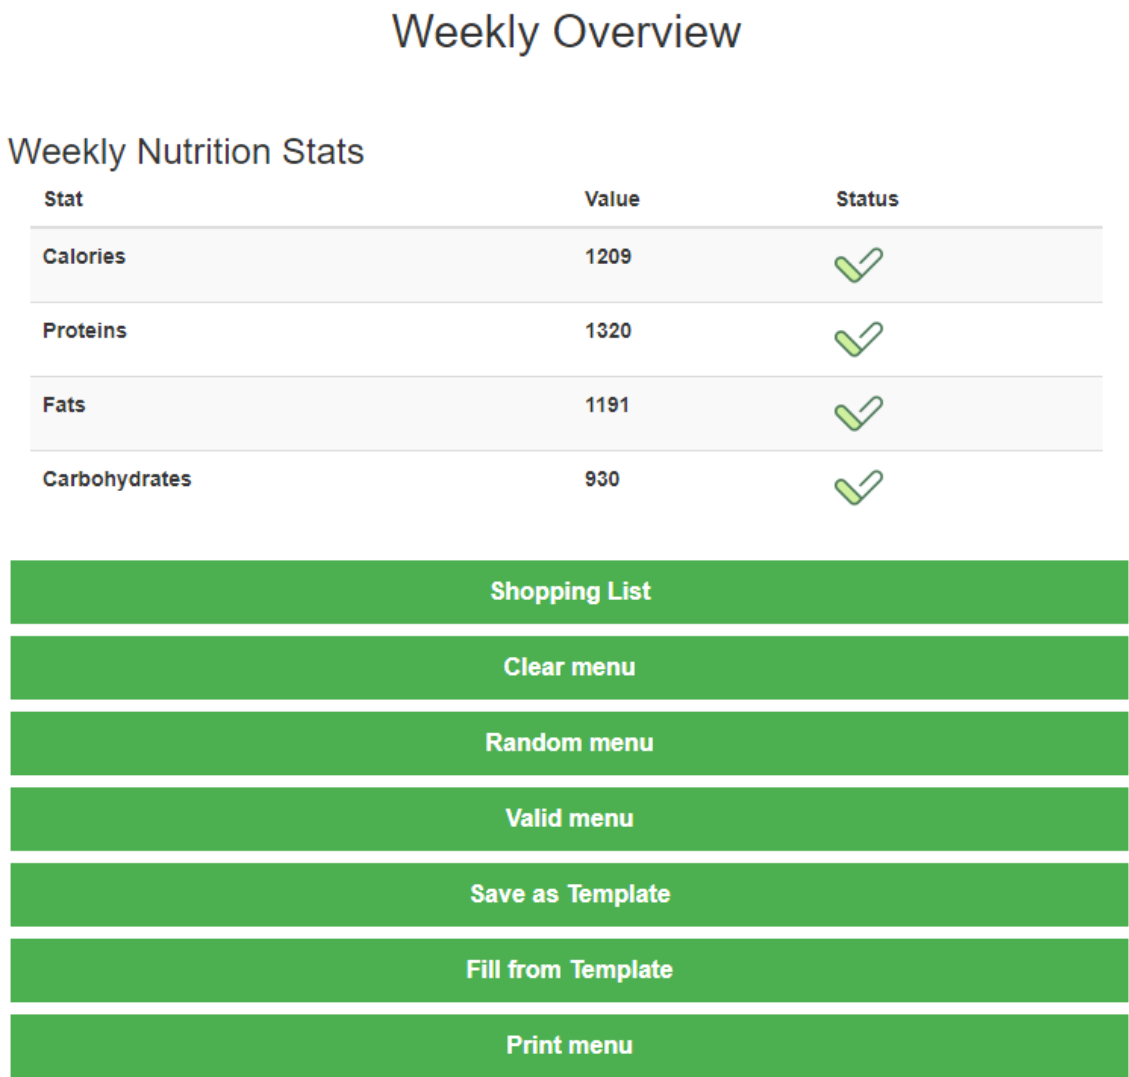 Weekly Overview
Weekly Nutrition Stats
Stat Value Status
Calories 1209
Proteins 1320
Fats 1191
Carbohydrates 930
Shopping List
Clear menu
Random menu
Valid menu
Save as Template
Fill from Template
Print menu